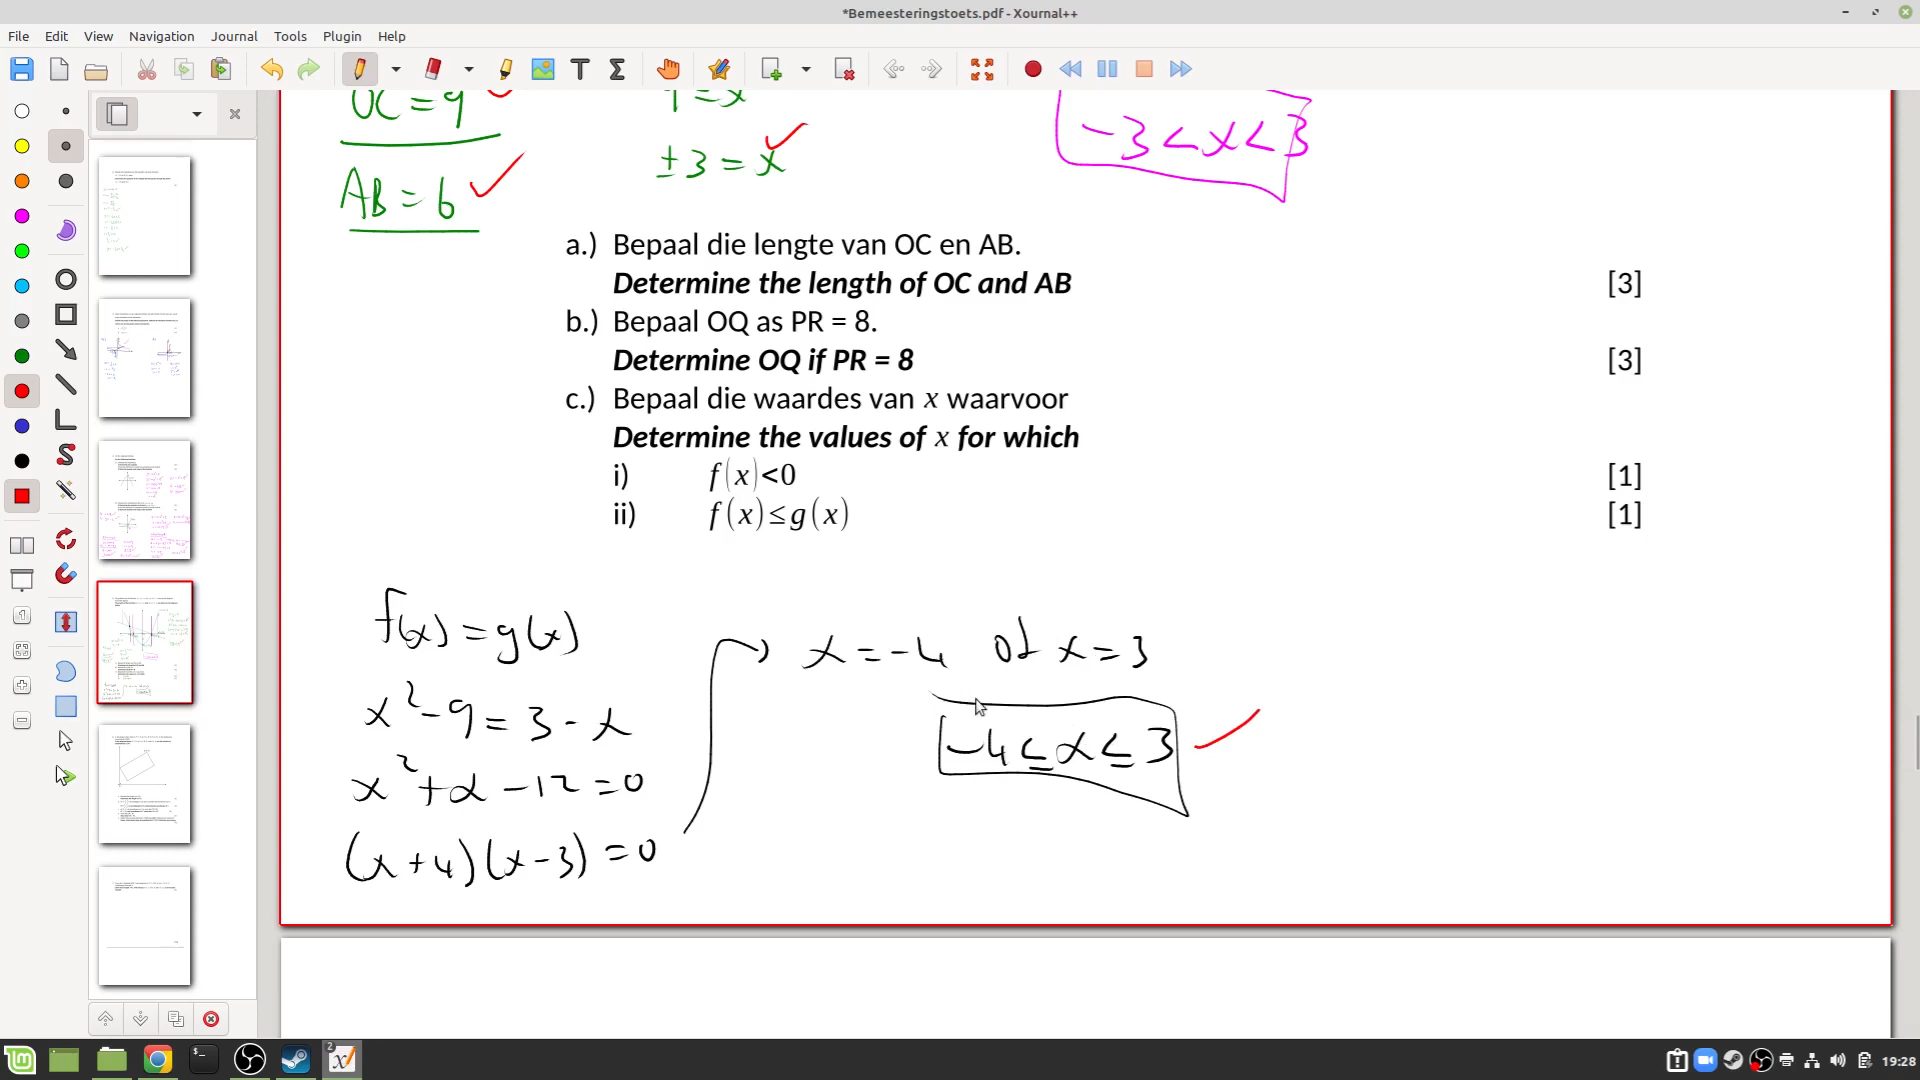 *Bemeesteringstoets.pdf - Xournal++
File Edit View Navigation Journal Tools Plugin Help
OC = 9
9 = x²
-3 < x < 3
± 3 = x
AB = 6
a.) Bepaal die lengte van OC en AB.
Determine the length of OC and AB [3]
b.) Bepaal OQ as PR = 8.
Determine OQ if PR = 8 [3]
c.) Bepaal die waardes van x waarvoor
Determine the values of x for which
i) f(x)<0 [1]
ii) f(x)≤g(x) [1]
f(x) = g(x)
x² - 9 = 3 - x
x² + x - 12 = 0
(x + 4)(x - 3) = 0
x = -4 of x = 3
-4 ≤ x ≤ 3
19:28